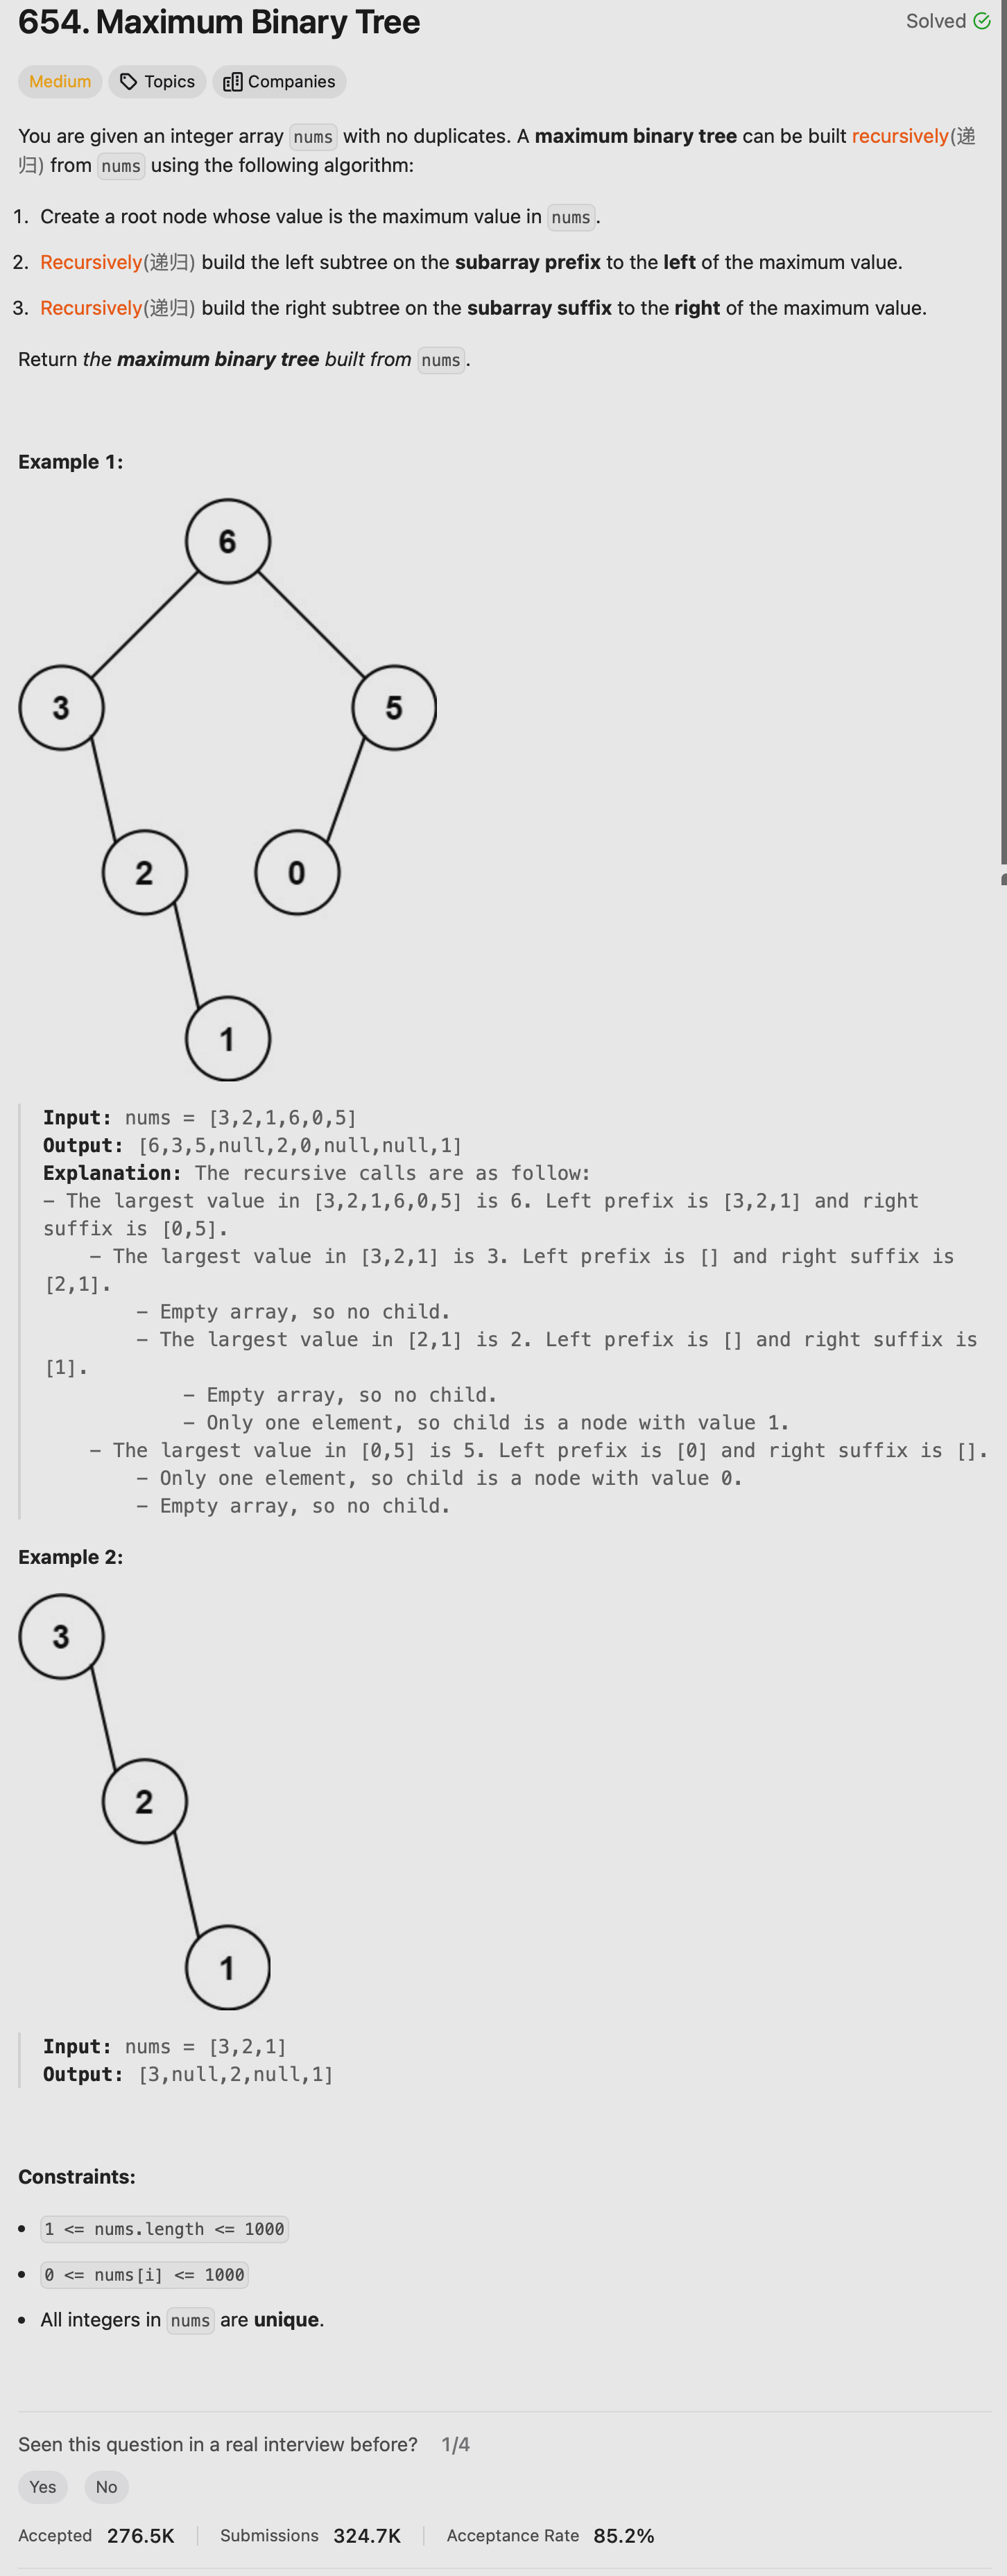 654. Maximum Binary Tree
Solved
Medium
Topics
Companies
You are given an integer array nums with no duplicates. A maximum binary tree can be built recursively(递
归) from nums using the following algorithm:
1. Create a root node whose value is the maximum value in nums.
2. Recursively(递归) build the left subtree on the subarray prefix to the left of the maximum value.
3. Recursively(递归) build the right subtree on the subarray suffix to the right of the maximum value.
Return the maximum binary tree built from nums.
Example 1:
6
3
5
2
0
1
Input: nums = [3,2,1,6,0,5]
Output: [6,3,5,null,2,0,null,null,1]
Explanation: The recursive calls are as follow:
- The largest value in [3,2,1,6,0,5] is 6. Left prefix is [3,2,1] and right
suffix is [0,5].
- The largest value in [3,2,1] is 3. Left prefix is [] and right suffix is
[2,1].
- Empty array, so no child.
- The largest value in [2,1] is 2. Left prefix is [] and right suffix is
[1].
- Empty array, so no child.
- Only one element, so child is a node with value 1.
- The largest value in [0,5] is 5. Left prefix is [0] and right suffix is [].
- Only one element, so child is a node with value 0.
- Empty array, so no child.
Example 2:
3
2
1
Input: nums = [3,2,1]
Output: [3,null,2,null,1]
Constraints:
• 1 <= nums.length <= 1000
• 0 <= nums[i] <= 1000
• All integers in nums are unique.
Seen this question in a real interview before? 1/4
Yes
No
Accepted 276.5K
Submissions 324.7K
Acceptance Rate 85.2%